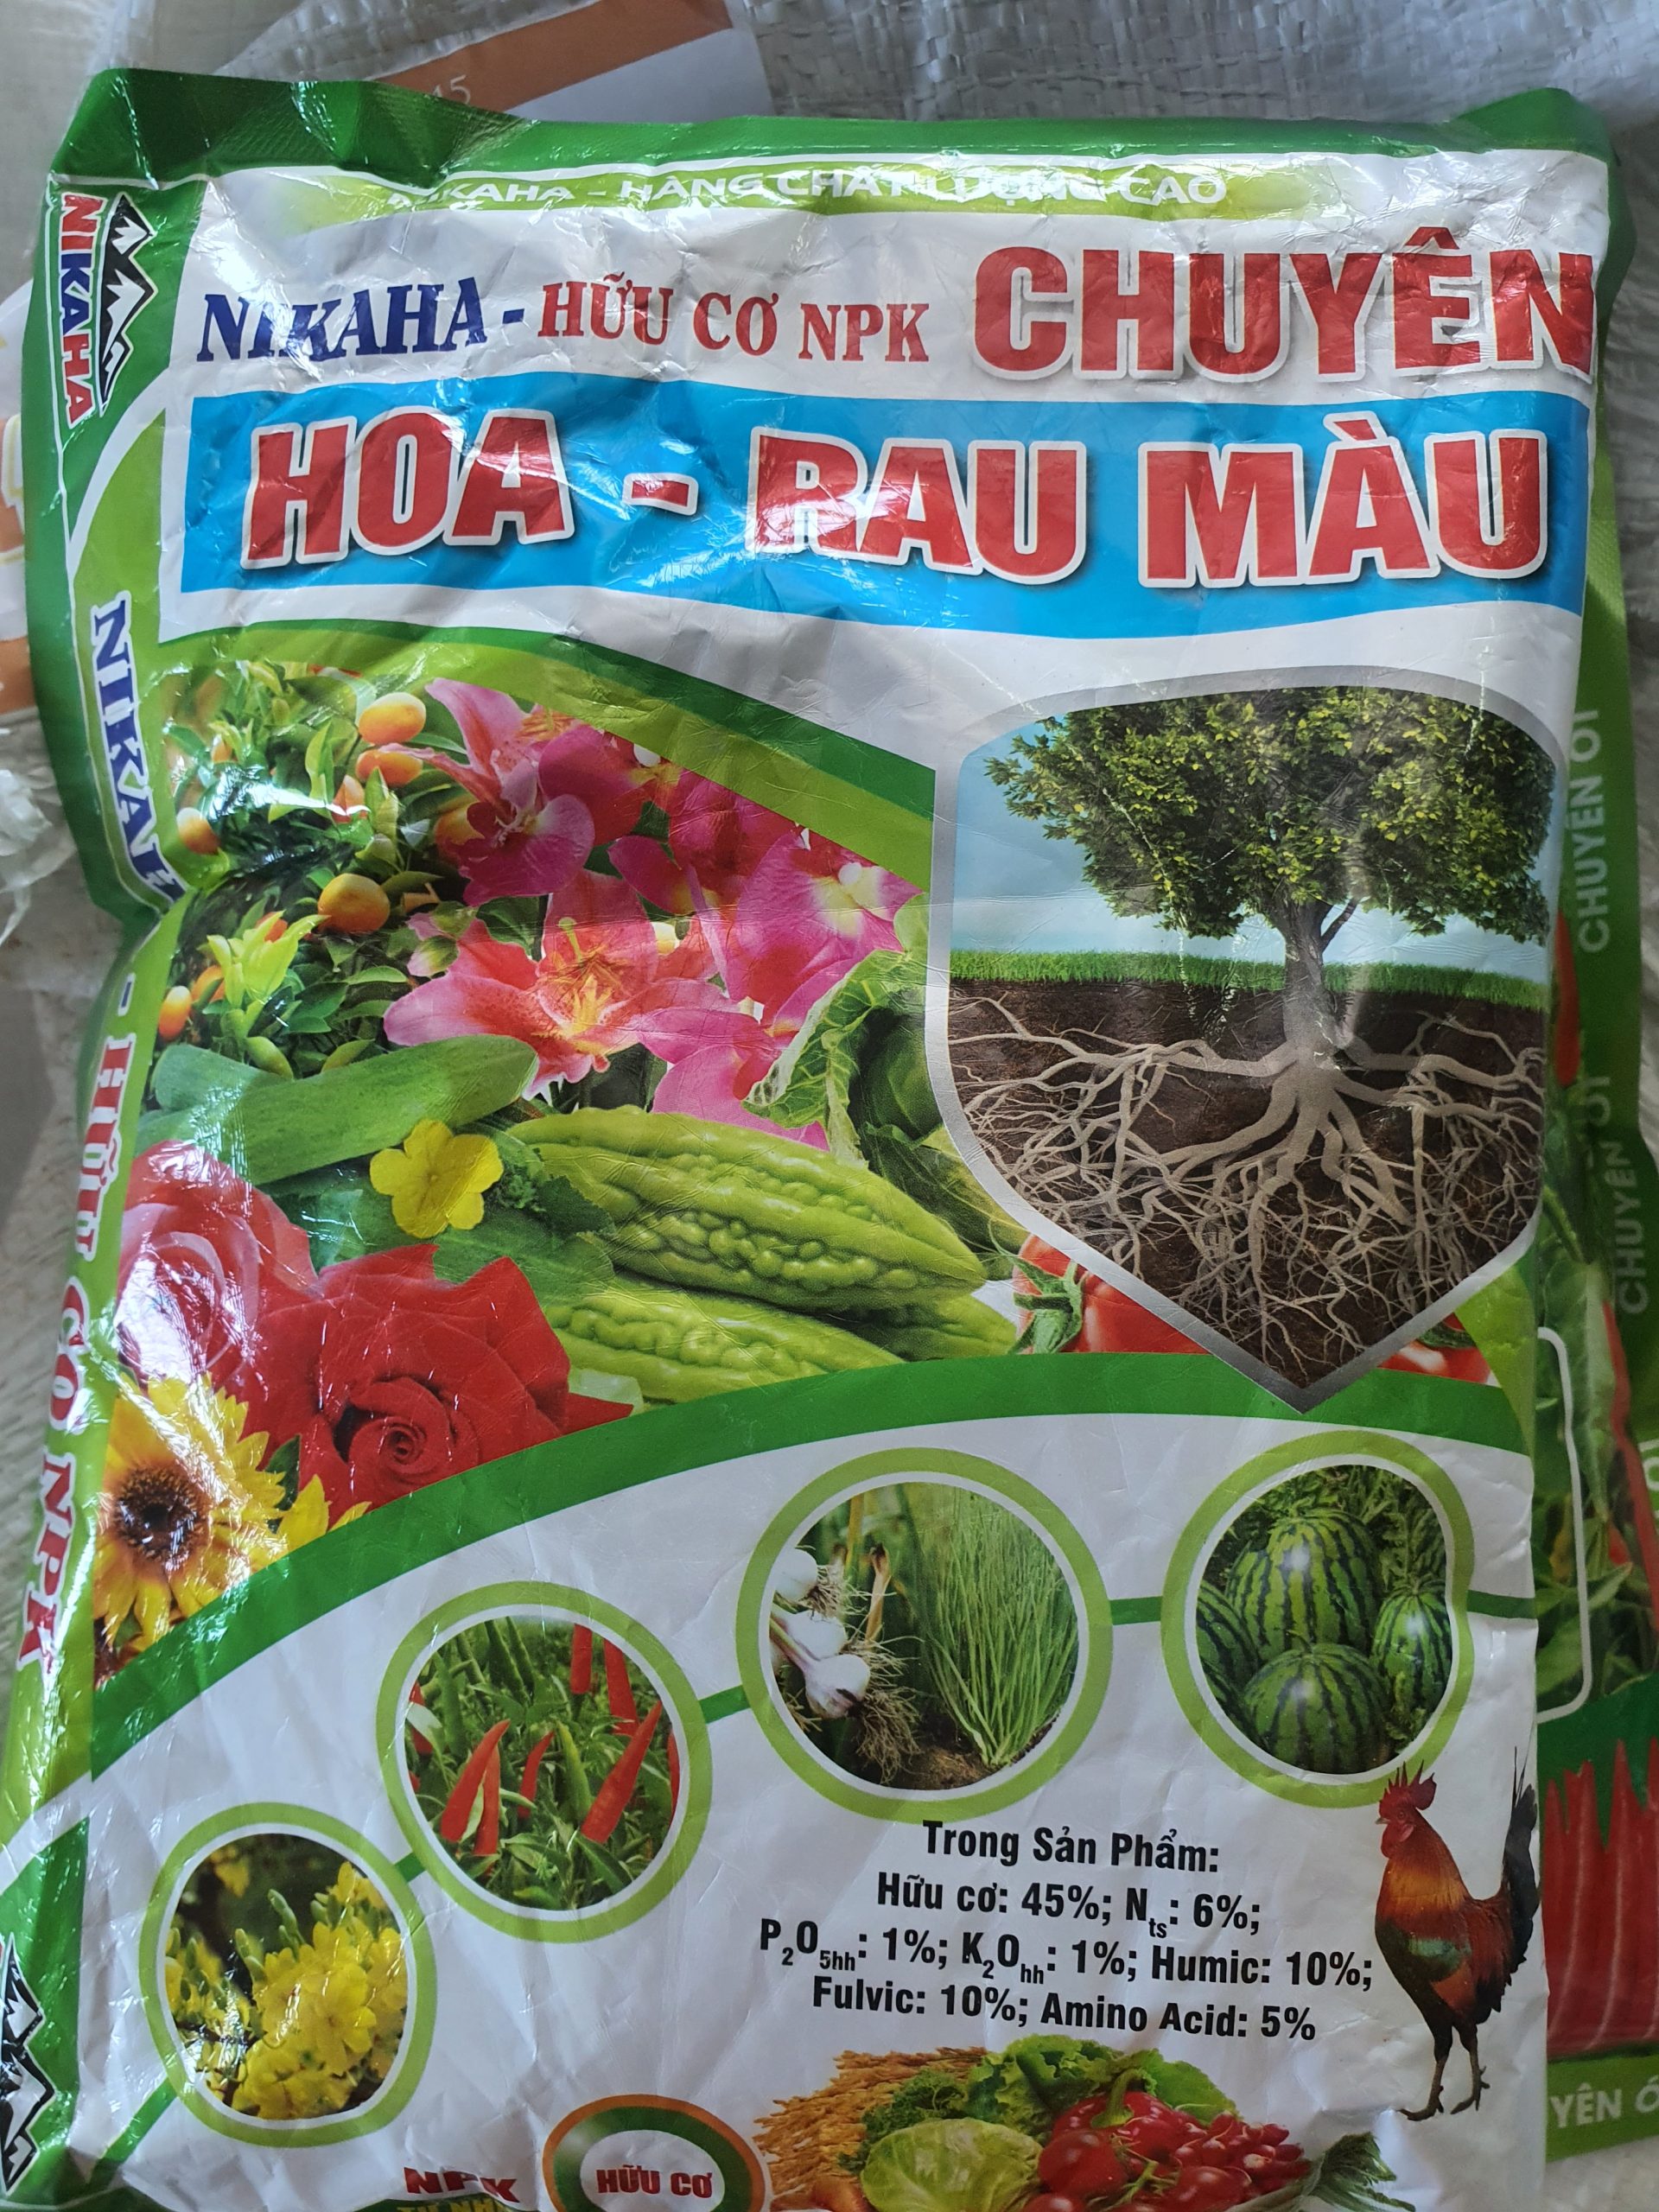 45
NIKAHA - HÀNG CHẤT LƯỢNG CAO
NIKAHA
NIKAHA - HỮU CƠ NPK CHUYÊN
HOA - RAU MÀU
- HỮU CƠ NPK
CHUYÊN ỚT
CHUYÊN ỚT
Trong Sản Phẩm:
Hữu cơ: 45%; Nts: 6%;
P2O5hh: 1%; K2Ohh: 1%; Humic: 10%;
Fulvic: 10%; Amino Acid: 5%
NPK
HỮU CƠ